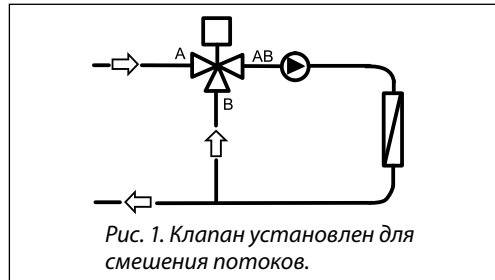 A
AB
B
Рис. 1. Клапан установлен для
смешения потоков.